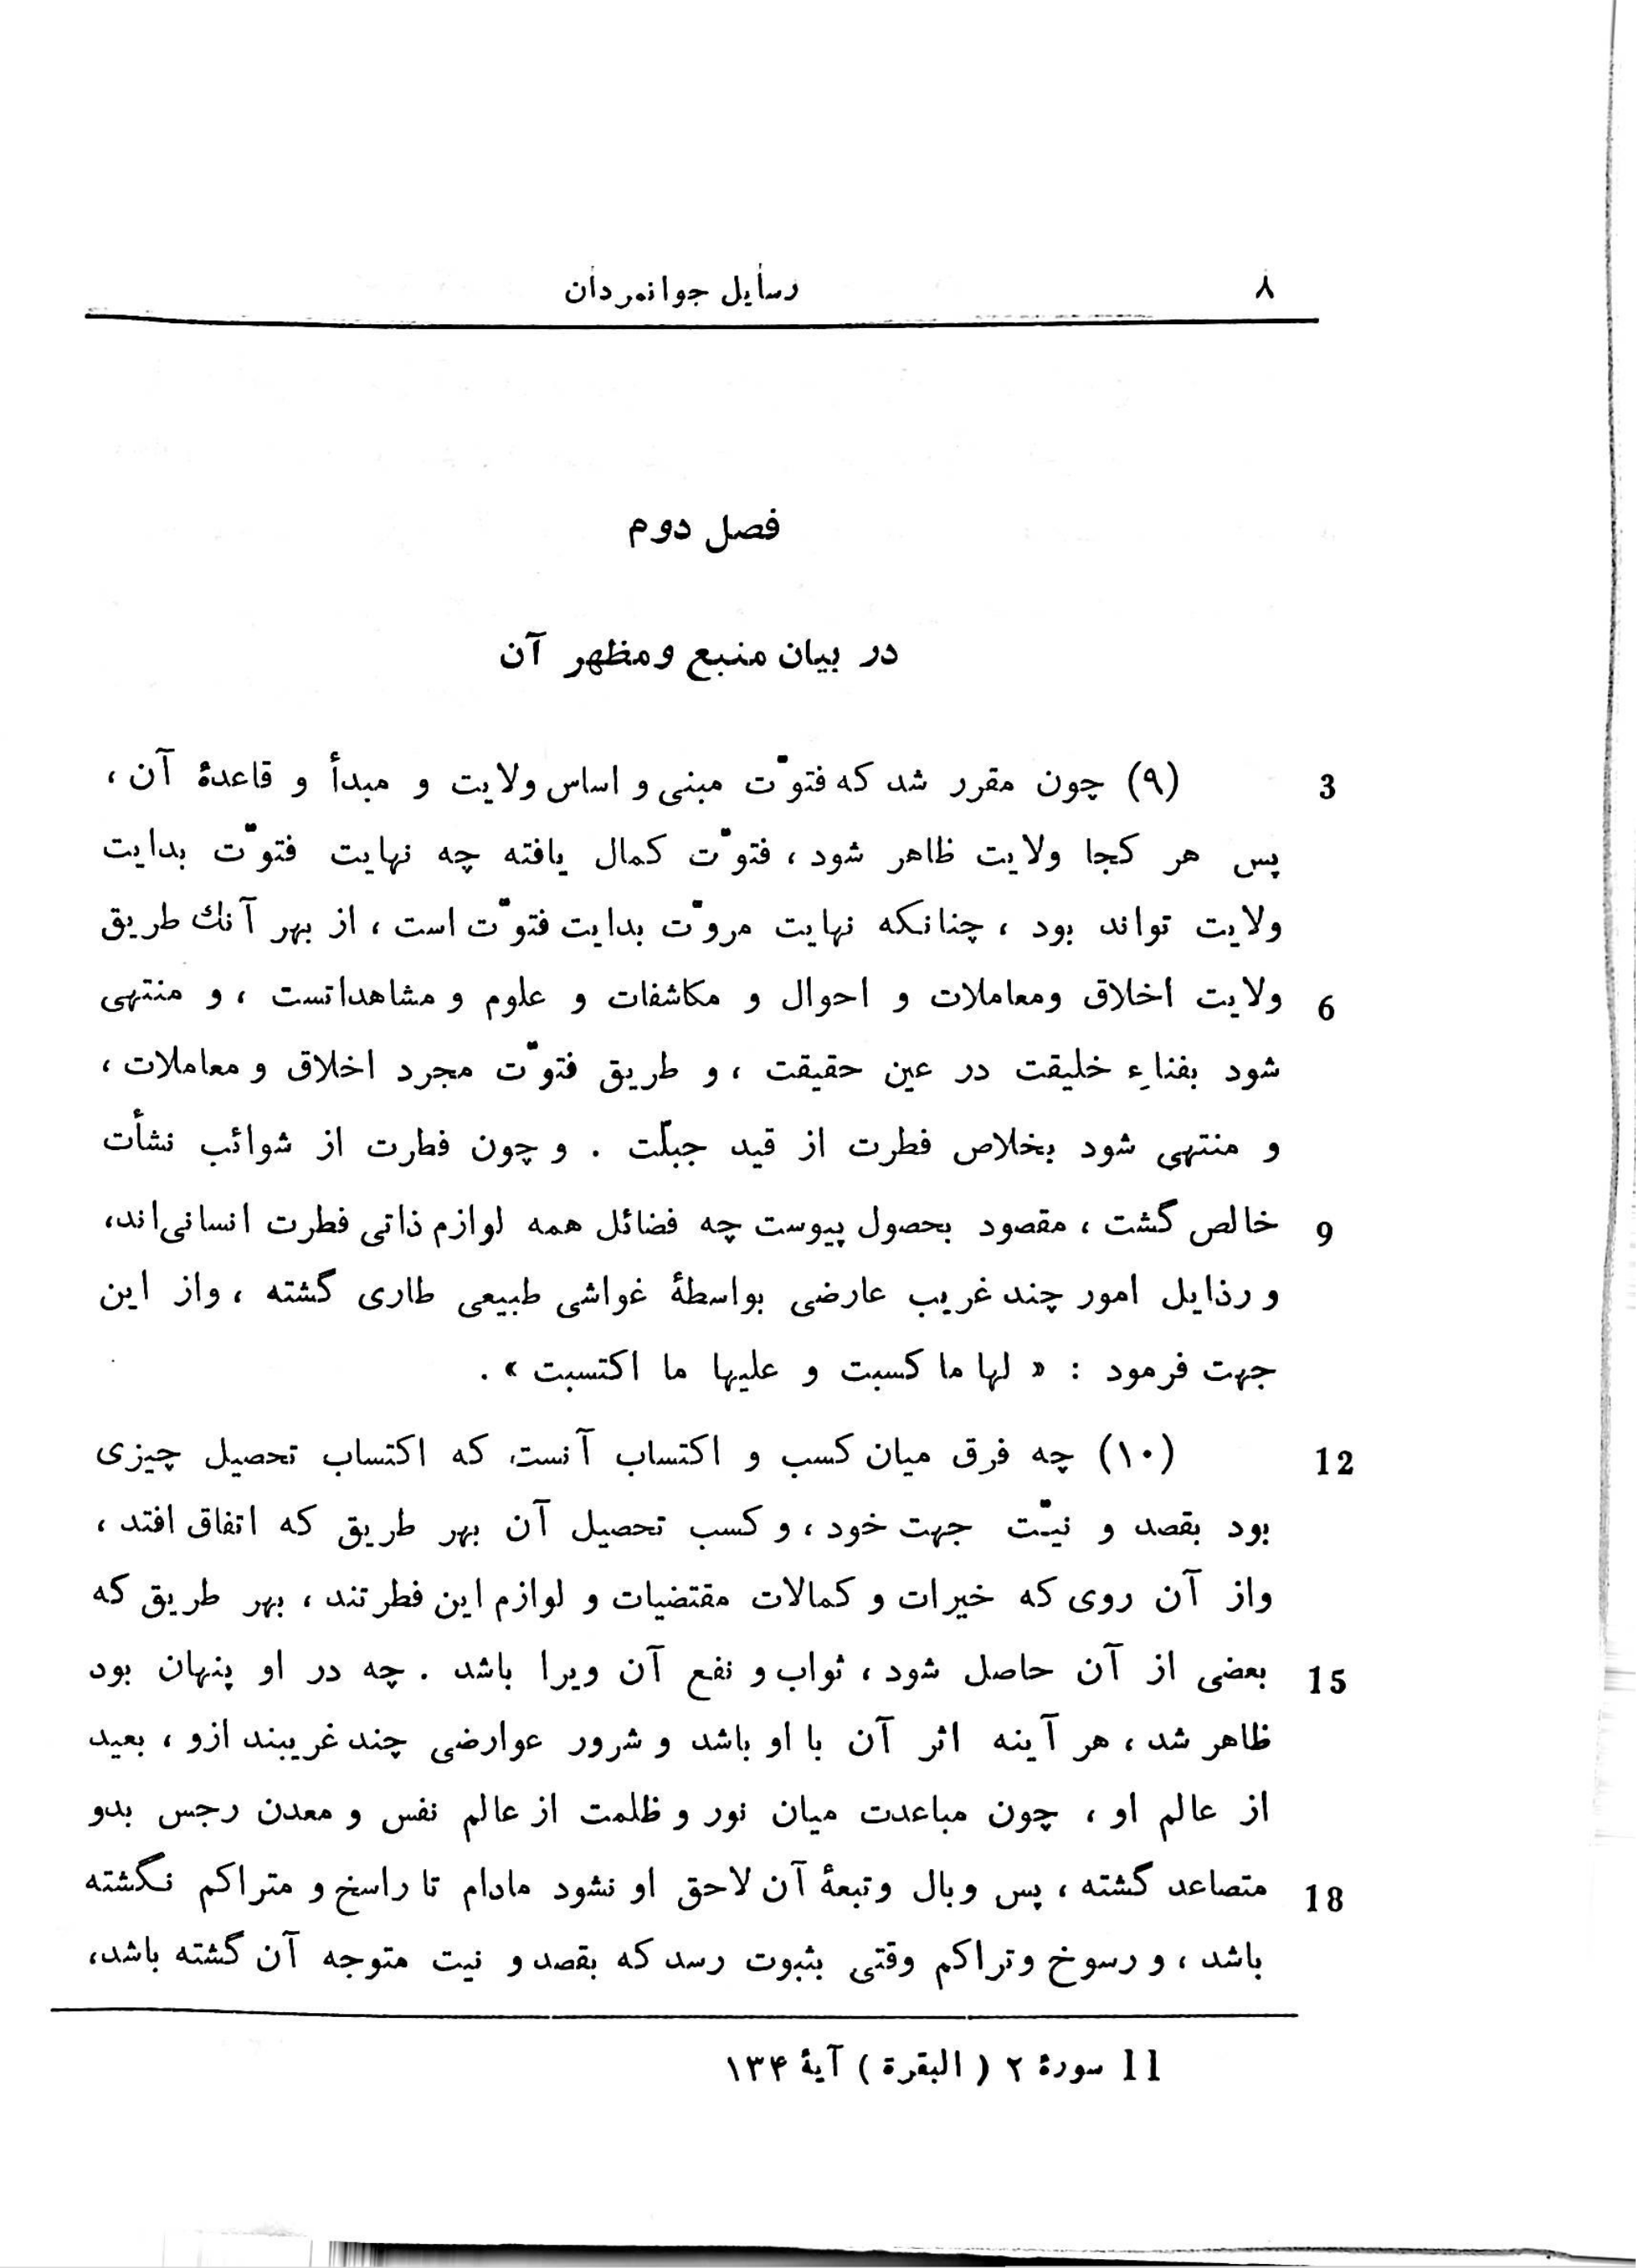 ۸ رسایل جوانمردان
فصل دوم
در بیان منبع و مظهر آن
3 (۹) چون مقرر شد که فتوّت مبنی و اساس ولایت و مبدأ و قاعدهٔ آن ،
پس هر کجا ولایت ظاهر شود ، فتوّت کمال یافته چه نهایت فتوّت بدایت
ولایت تواند بود ، چنانکه نهایت مروّت بدایت فتوّت است ، از بهر آنك طریق
6 ولایت اخلاق ومعاملات و احوال و مکاشفات و علوم و مشاهداتست ، و منتهی
شود بفناءِ خلیقت در عین حقیقت ، و طریق فتوّت مجرد اخلاق و معاملات ،
و منتهی شود بخلاص فطرت از قید جبلّت . و چون فطرت از شوائب نشأت
9 خالص گشت ، مقصود بحصول پیوست چه فضائل همه لوازم ذاتی فطرت انسانی‌اند،
و رذایل امور چند غریب عارضی بواسطهٔ غواشی طبیعی طاری گشته ، واز این
جهت فرمود : « لها ما کسبت و علیها ما اکتسبت » .
12 (۱۰) چه فرق میان کسب و اکتساب آنست که اکتساب تحصیل چیزی
بود بقصد و نیّت جهت خود ، و کسب تحصیل آن بهر طریق که اتفاق افتد ،
واز آن روی که خیرات و کمالات مقتضیات و لوازم این فطرتند ، بهر طریق که
15 بعضی از آن حاصل شود ، ثواب و نفع آن ویرا باشد . چه در او پنهان بود
ظاهر شد ، هر آینه اثر آن با او باشد و شرور عوارضی چند غریبند ازو ، بعید
از عالم او ، چون مباعدت میان نور و ظلمت از عالم نفس و معدن رجس بدو
18 متصاعد گشته ، پس وبال وتبعهٔ آن لاحق او نشود مادام تا راسخ و متراکم نگشته
باشد ، و رسوخ وتراکم وقتی بثبوت رسد که بقصد و نیت متوجه آن گشته باشد،
11 سورهٔ ۲ ( البقرة ) آیهٔ ۱۳۴